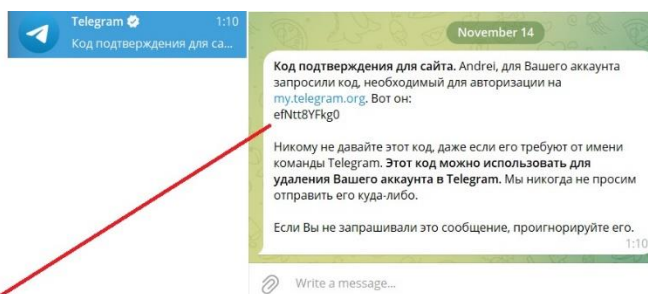 Telegram 1:10
Код подтверждения для са...
November 14
Код подтверждения для сайта. Andrei, для Вашего аккаунта
запросили код, необходимый для авторизации на
my.telegram.org. Вот он:
efNtt8YFkg0
Никому не давайте этот код, даже если его требуют от имени
команды Telegram. Этот код можно использовать для
удаления Вашего аккаунта в Telegram. Мы никогда не просим
отправить его куда-либо.
Если Вы не запрашивали это сообщение, проигнорируйте его.
1:10
Write a message...